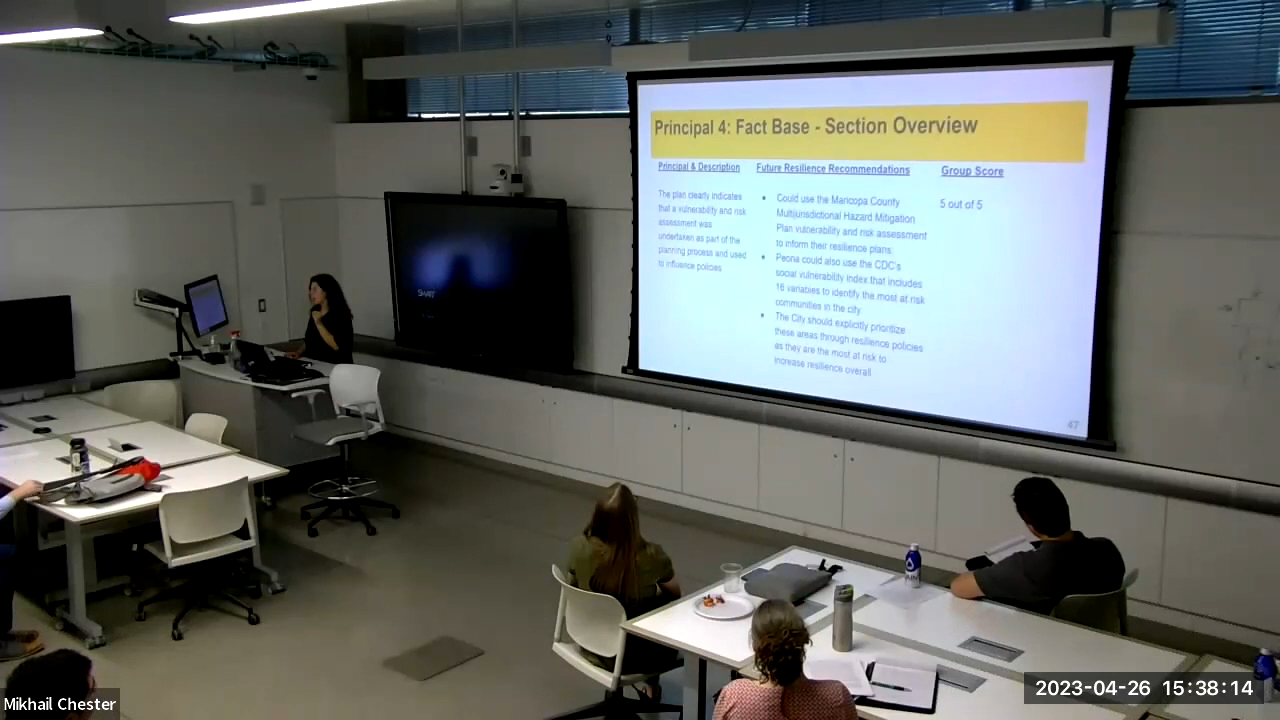 Principal 4: Fact Base - Section Overview
Principal & Description
The plan clearly indicates
that a vulnerability and risk
assessment was
undertaken as part of the
planning process and used
to influence policies
Future Resilience Recommendations
Could use the Maricopa County
Multijurisdictional Hazard Mitigation
Plan vulnerability and risk assessment
to inform their resilience plans.
Peoria could also use the CDC's
social vulnerability index that includes
16 variables to identify the most at risk
communities in the city
The City should explicitly prioritize
these areas through resilience policies
as they are the most at risk to
increase resilience overall
Group Score
5 out of 5
47
SMART
Mikhail Chester
2023-04-26 15:38:14